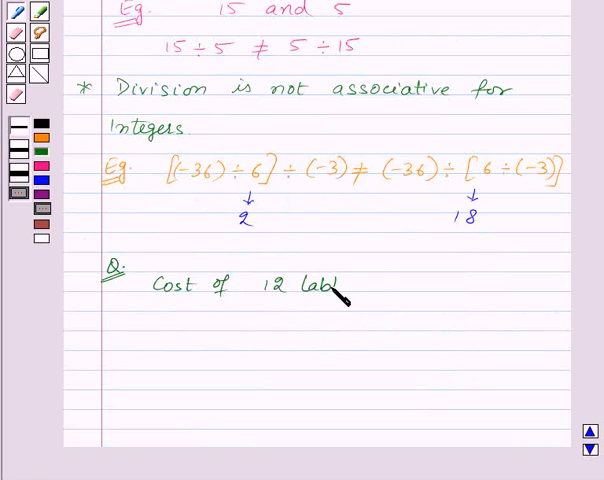 Eg. 15 and 5
15 ÷ 5 ≠ 5 ÷ 15
* Division is not associative for
Integers.
Eg. [(-36) ÷ 6] ÷ (-3) ≠ (-36) ÷ [6 ÷ (-3)]
↓ ↓
2 18
Q. Cost of 12 lab